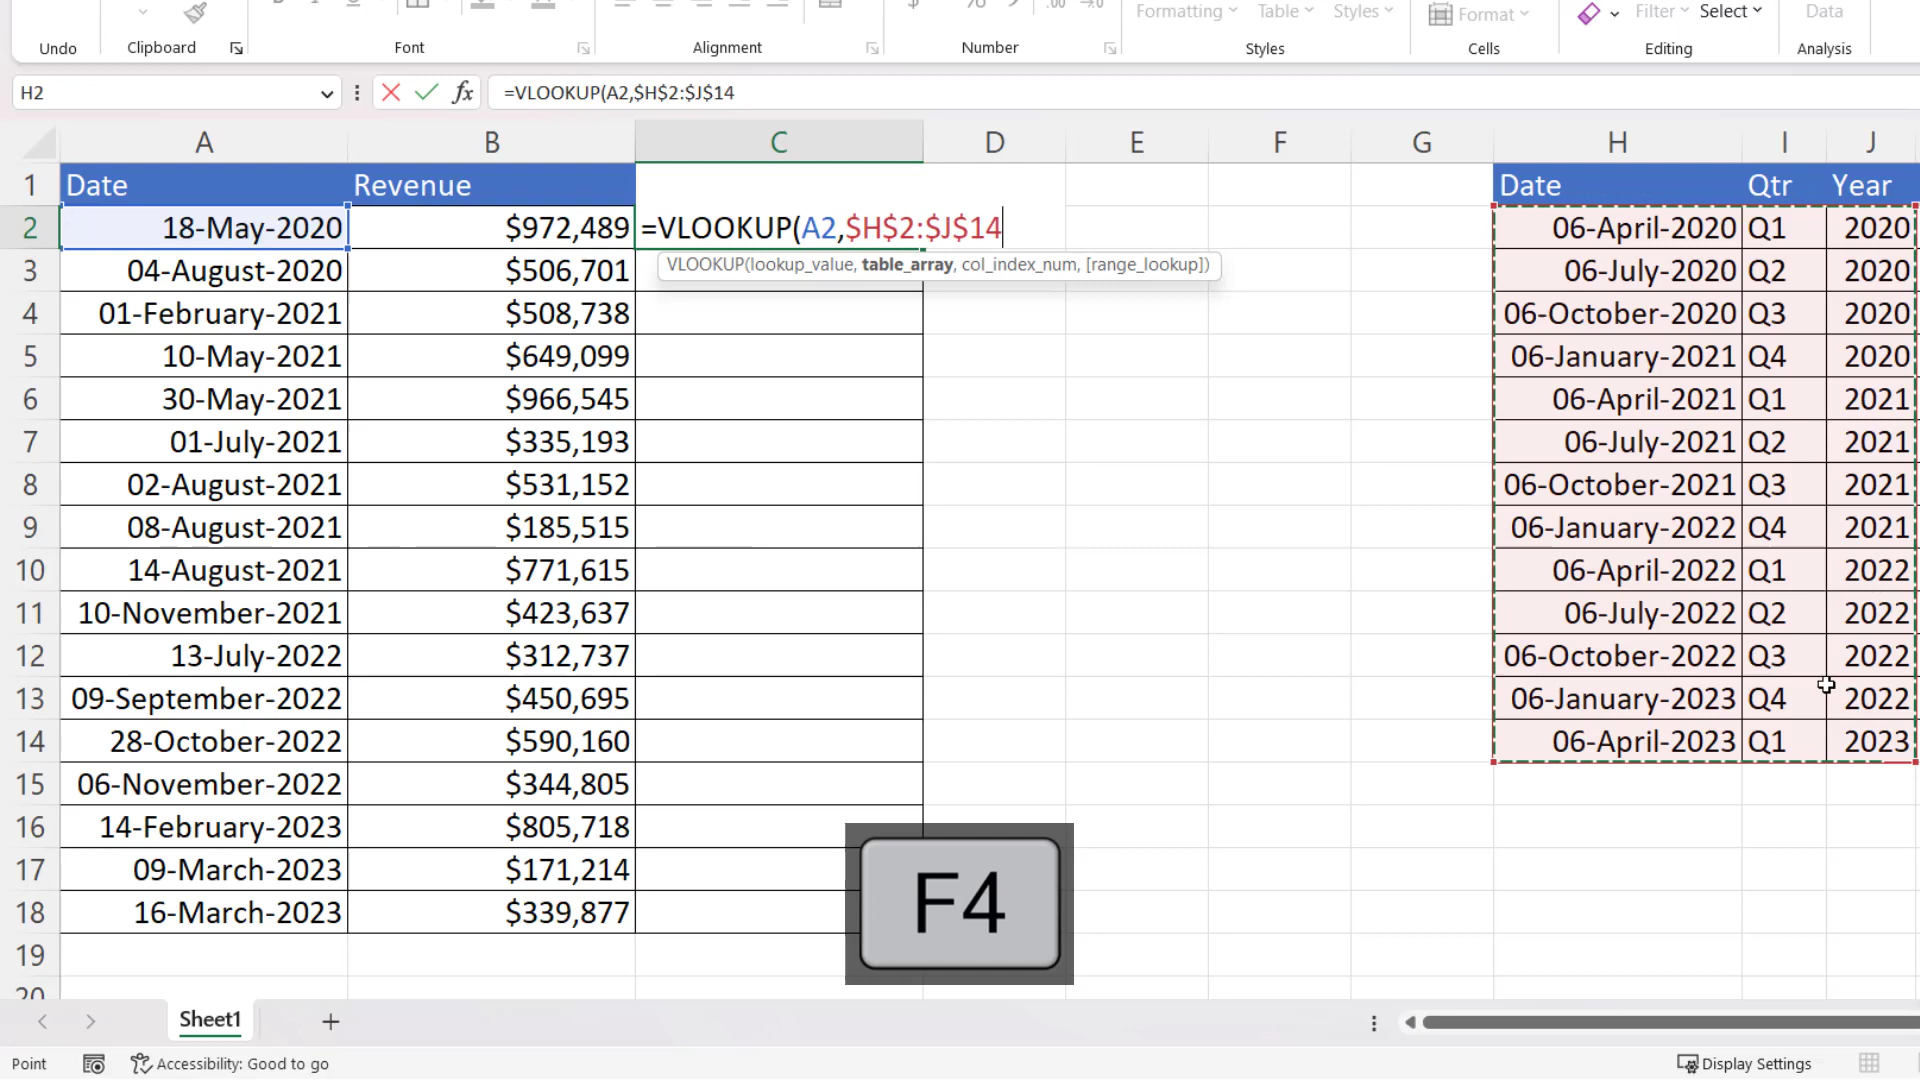 Formatting Table Styles Format Filter Select Data
Undo Clipboard Font Alignment Number Styles Cells Editing Analysis
H2 fx =VLOOKUP(A2,$H$2:$J$14
A B C D E F G H I J
1 Date Revenue Date Qtr Year
2 18-May-2020 $972,489 =VLOOKUP(A2,$H$2:$J$14 06-April-2020 Q1 2020
VLOOKUP(lookup_value, table_array, col_index_num, [range_lookup])
3 04-August-2020 $506,701 06-July-2020 Q2 2020
4 01-February-2021 $508,738 06-October-2020 Q3 2020
5 10-May-2021 $649,099 06-January-2021 Q4 2020
6 30-May-2021 $966,545 06-April-2021 Q1 2021
7 01-July-2021 $335,193 06-July-2021 Q2 2021
8 02-August-2021 $531,152 06-October-2021 Q3 2021
9 08-August-2021 $185,515 06-January-2022 Q4 2021
10 14-August-2021 $771,615 06-April-2022 Q1 2022
11 10-November-2021 $423,637 06-July-2022 Q2 2022
12 13-July-2022 $312,737 06-October-2022 Q3 2022
13 09-September-2022 $450,695 06-January-2023 Q4 2022
14 28-October-2022 $590,160 06-April-2023 Q1 2023
15 06-November-2022 $344,805
16 14-February-2023 $805,718
17 09-March-2023 $171,214
18 16-March-2023 $339,877
F4
19
20
Sheet1
Point Accessibility: Good to go Display Settings